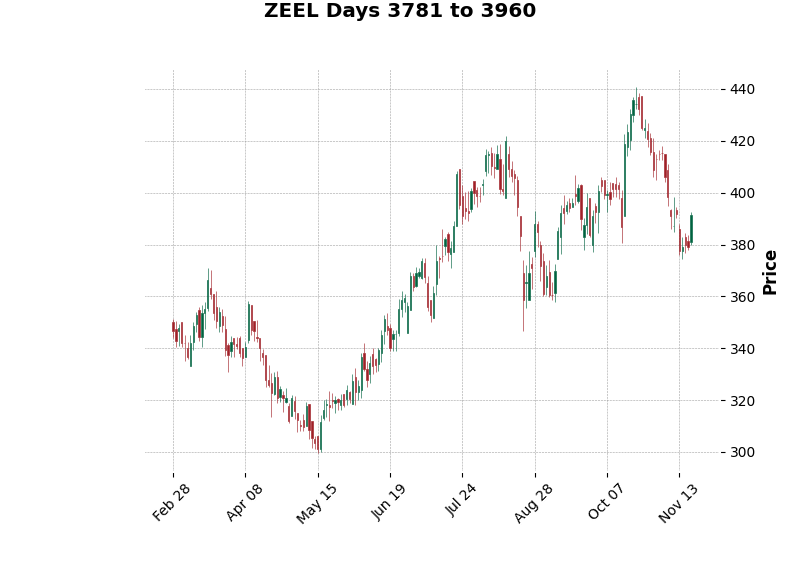 ZEEL Days 3781 to 3960
440
420
400
380
360
340
320
300
Price
Feb 28
Apr 08
May 15
Jun 19
Jul 24
Aug 28
Oct 07
Nov 13